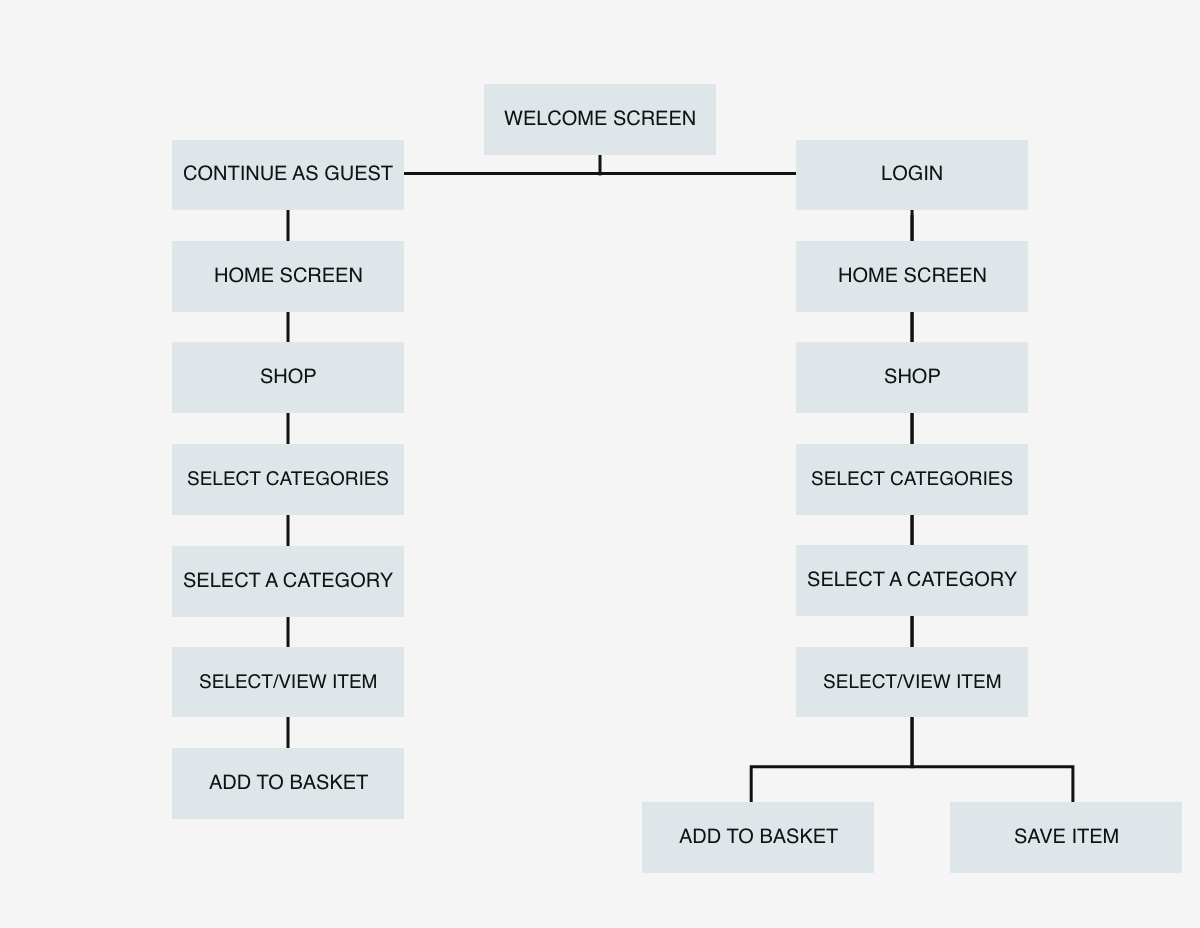 WELCOME SCREEN
CONTINUE AS GUEST
HOME SCREEN
SHOP
SELECT CATEGORIES
SELECT A CATEGORY
SELECT/VIEW ITEM
ADD TO BASKET
LOGIN
HOME SCREEN
SHOP
SELECT CATEGORIES
SELECT A CATEGORY
SELECT/VIEW ITEM
ADD TO BASKET
SAVE ITEM